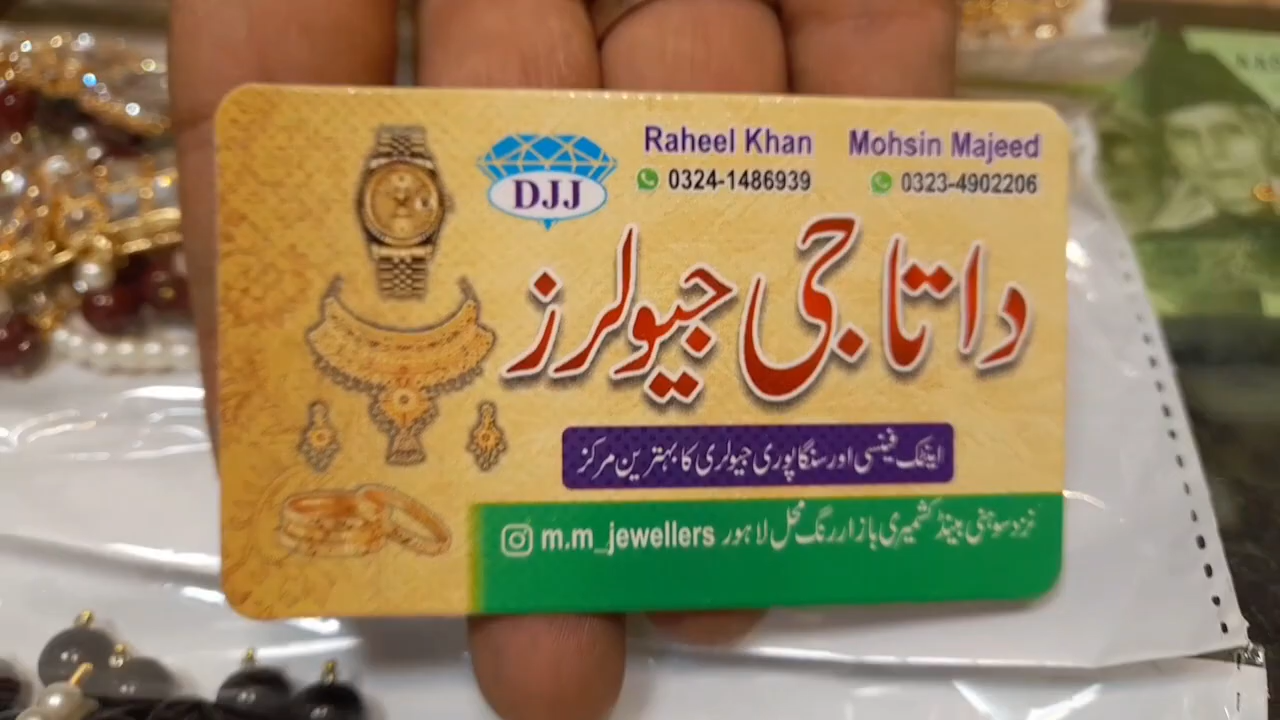 DJJ
Raheel Khan
0324-1486939
Mohsin Majeed
0323-4902206
داتا جی جیولرز
اینٹک فینسی اور سنگاپوری جیولری کا بہترین مرکز
نزد سوہنی بینڈ کشمیری بازار رنگ محل لاہور
m.m_jewellers